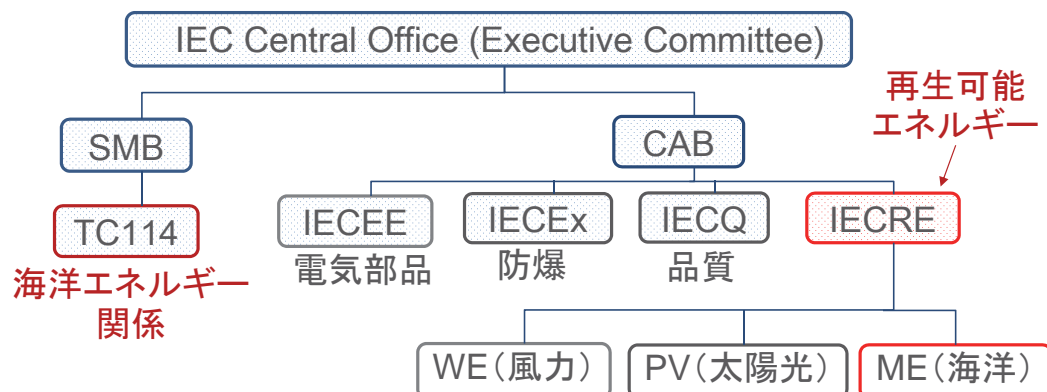 IEC Central Office (Executive Committee)
再生可能
エネルギー
SMB
CAB
TC114
IECEE
IECEx
IECQ
IECRE
海洋エネルギー
関係
電気部品
防爆
品質
WE（風力）
PV（太陽光）
ME（海洋）